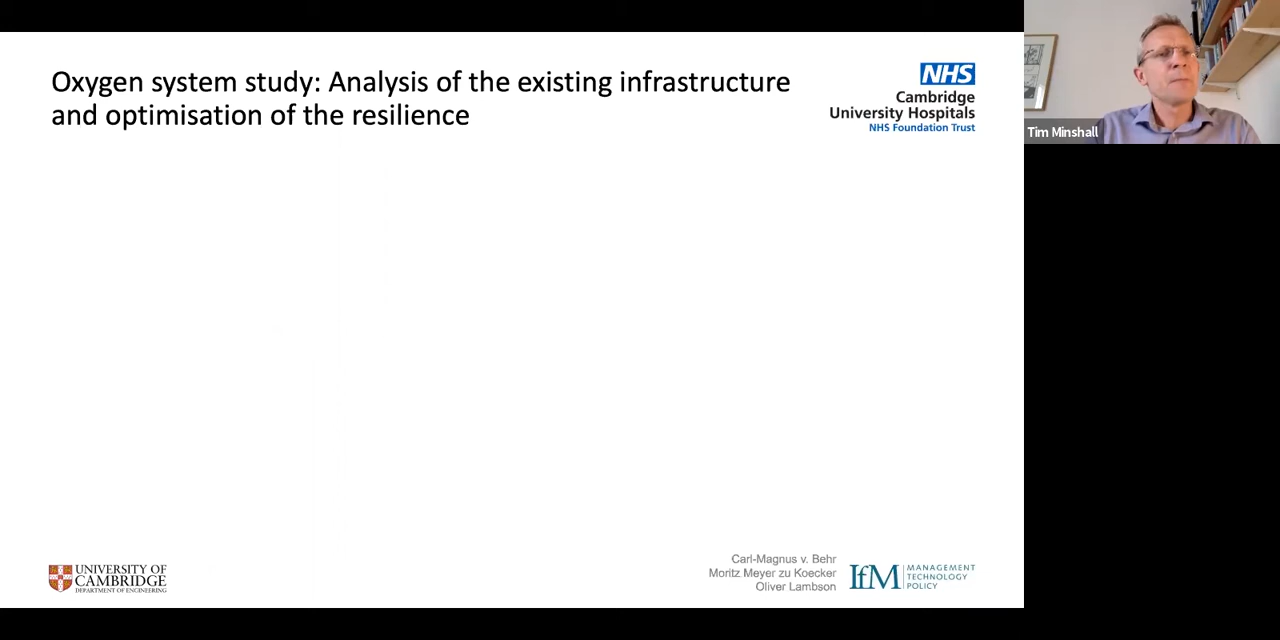 Oxygen system study: Analysis of the existing infrastructure
and optimisation of the resilience
NHS
Cambridge
University Hospitals
NHS Foundation Trust
Tim Minshall
UNIVERSITY OF
CAMBRIDGE
DEPARTMENT OF ENGINEERING
Carl-Magnus v. Behr
Moritz Meyer zu Koecker
Oliver Lambson
IfM
MANAGEMENT
TECHNOLOGY
POLICY